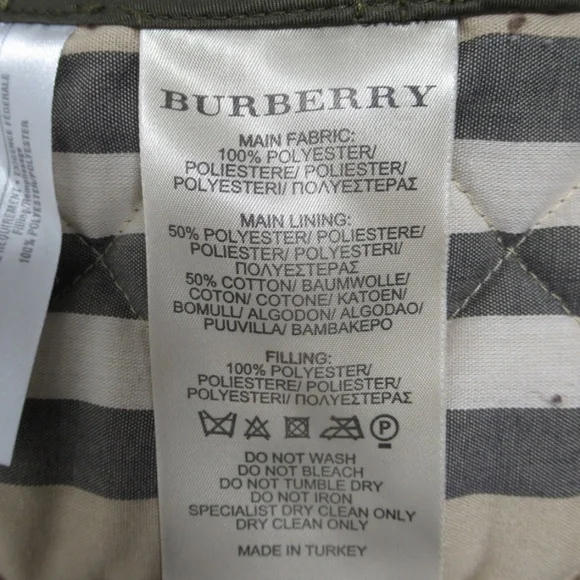 BURBERRY
MAIN FABRIC:
100% POLYESTER/
POLIESTERE/ POLIESTER/
POLYESTERI/ ΠΟΛΥΕΣΤΕΡΑΣ
MAIN LINING:
50% POLYESTER/ POLIESTERE/
POLIESTER/ POLYESTERI/
ΠΟΛΥΕΣΤΕΡΑΣ
50% COTTON/ BAUMWOLLE/
COTON/ COTONE/ KATOEN/
BOMULL/ ALGODON/ ALGODAO/
PUUVILLA/ ΒΑΜΒΑΚΕΡΟ
FILLING:
100% POLYESTER/
POLIESTERE/ POLIESTER/
POLYESTERI/ ΠΟΛΥΕΣΤΕΡΑΣ
P
DO NOT WASH
DO NOT BLEACH
DO NOT TUMBLE DRY
DO NOT IRON
SPECIALIST DRY CLEAN ONLY
DRY CLEAN ONLY
MADE IN TURKEY
100% POLYESTER/POLYESTER